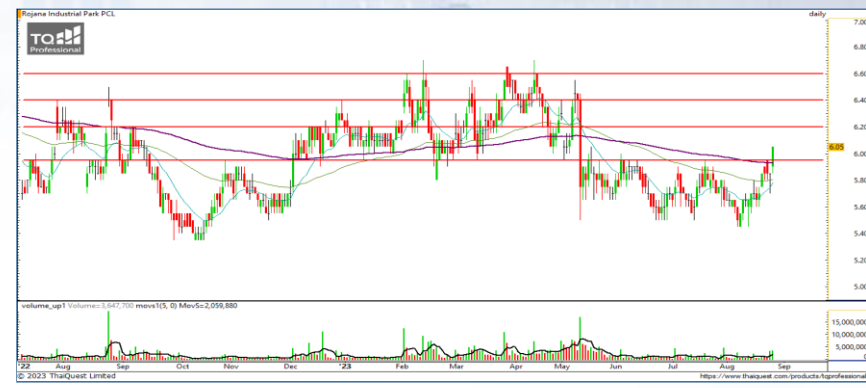 Rojana Industrial Park PCL
daily
TQ
Professional
7.00
6.80
6.60
6.40
6.20
6.05
6.00
5.80
5.60
5.40
5.20
5.00
volume_up1 Volume=3,647,700 movs1(5, 0) MovS=2,059,880
15,000,000
10,000,000
5,000,000
0
'22 Aug Sep Oct Nov Dec '23 Feb Mar Apr May Jun Jul Aug Sep
© 2023 ThaiQuest Limited
https://www.thaiquest.com/products/tqprofessional